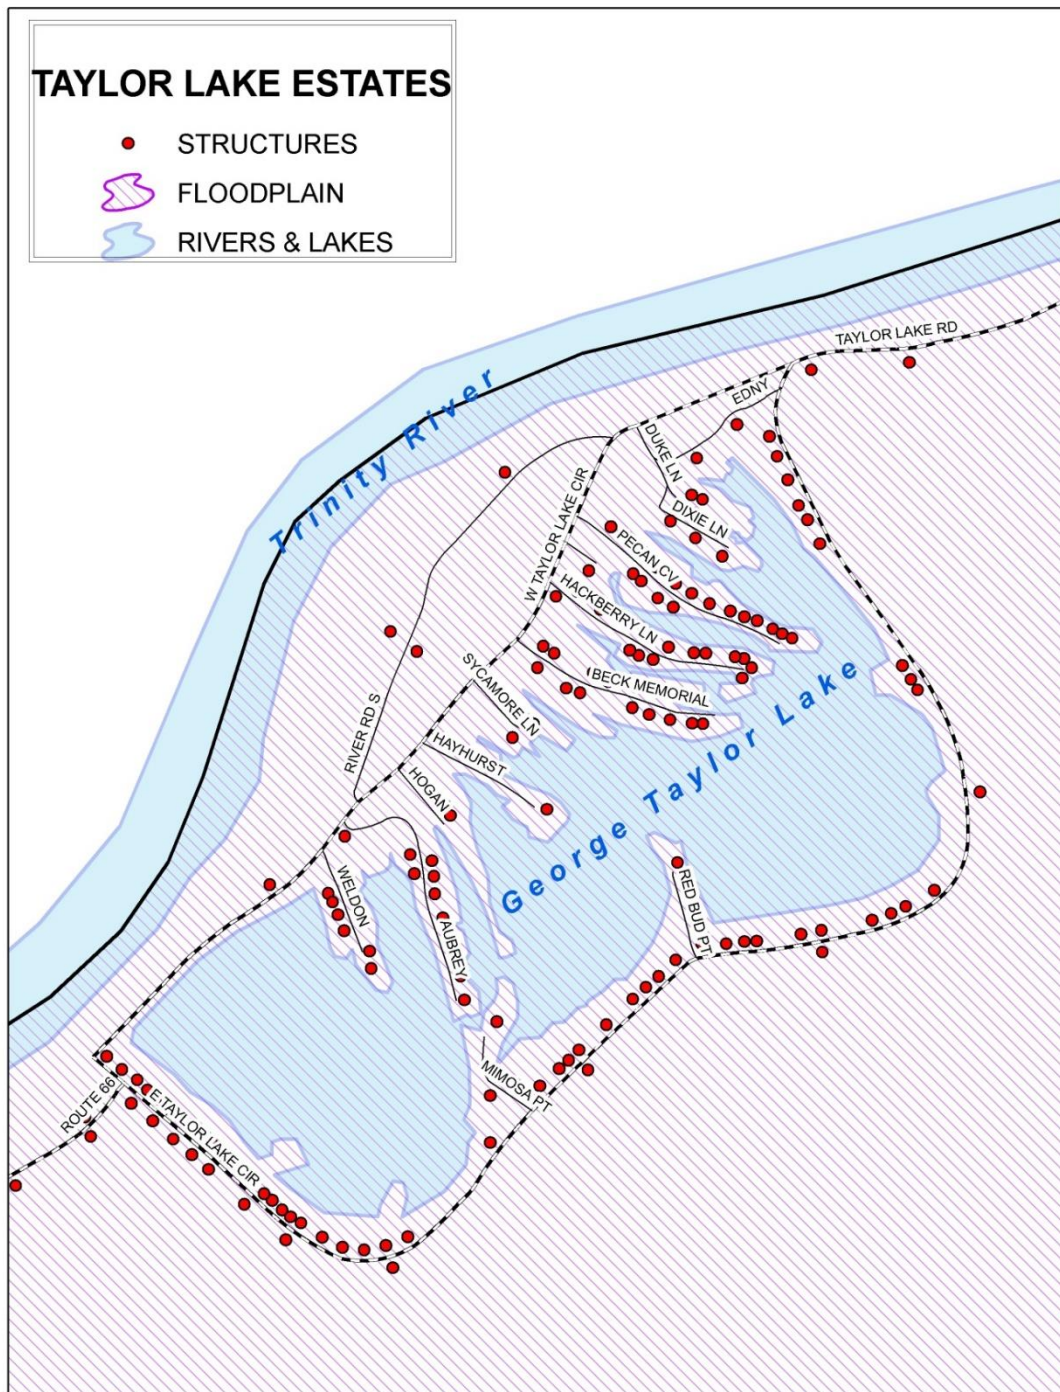 TAYLOR LAKE ESTATES
STRUCTURES
FLOODPLAIN
RIVERS & LAKES
TAYLOR LAKE RD
EDNY
Trinity River
DUKE LN
W TAYLOR LAKE CIR
DIXIE LN
PECAN CV
HACKBERRY LN
SYCAMORE LN
BECK MEMORIAL
RIVER RD S
HAYHURST
HOGAN
George Taylor Lake
WELDON
RED BUD PT
AUBREY
MIMOSA PT
ROUTE 66
E TAYLOR LAKE CIR